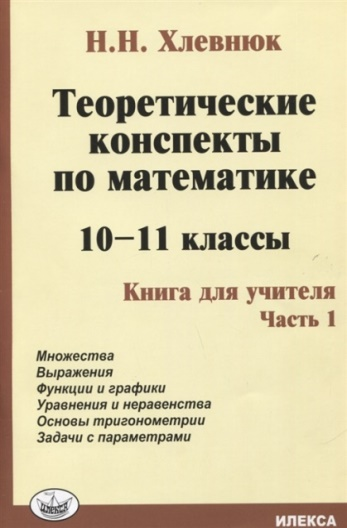 Н.Н. Хлевнюк
Теоретические
конспекты
по математике
10–11 классы
Книга для учителя
Часть 1
Множества
Выражения
Функции и графики
Уравнения и неравенства
Основы тригонометрии
Задачи с параметрами
ИЛЕКСА
ИЛЕКСА